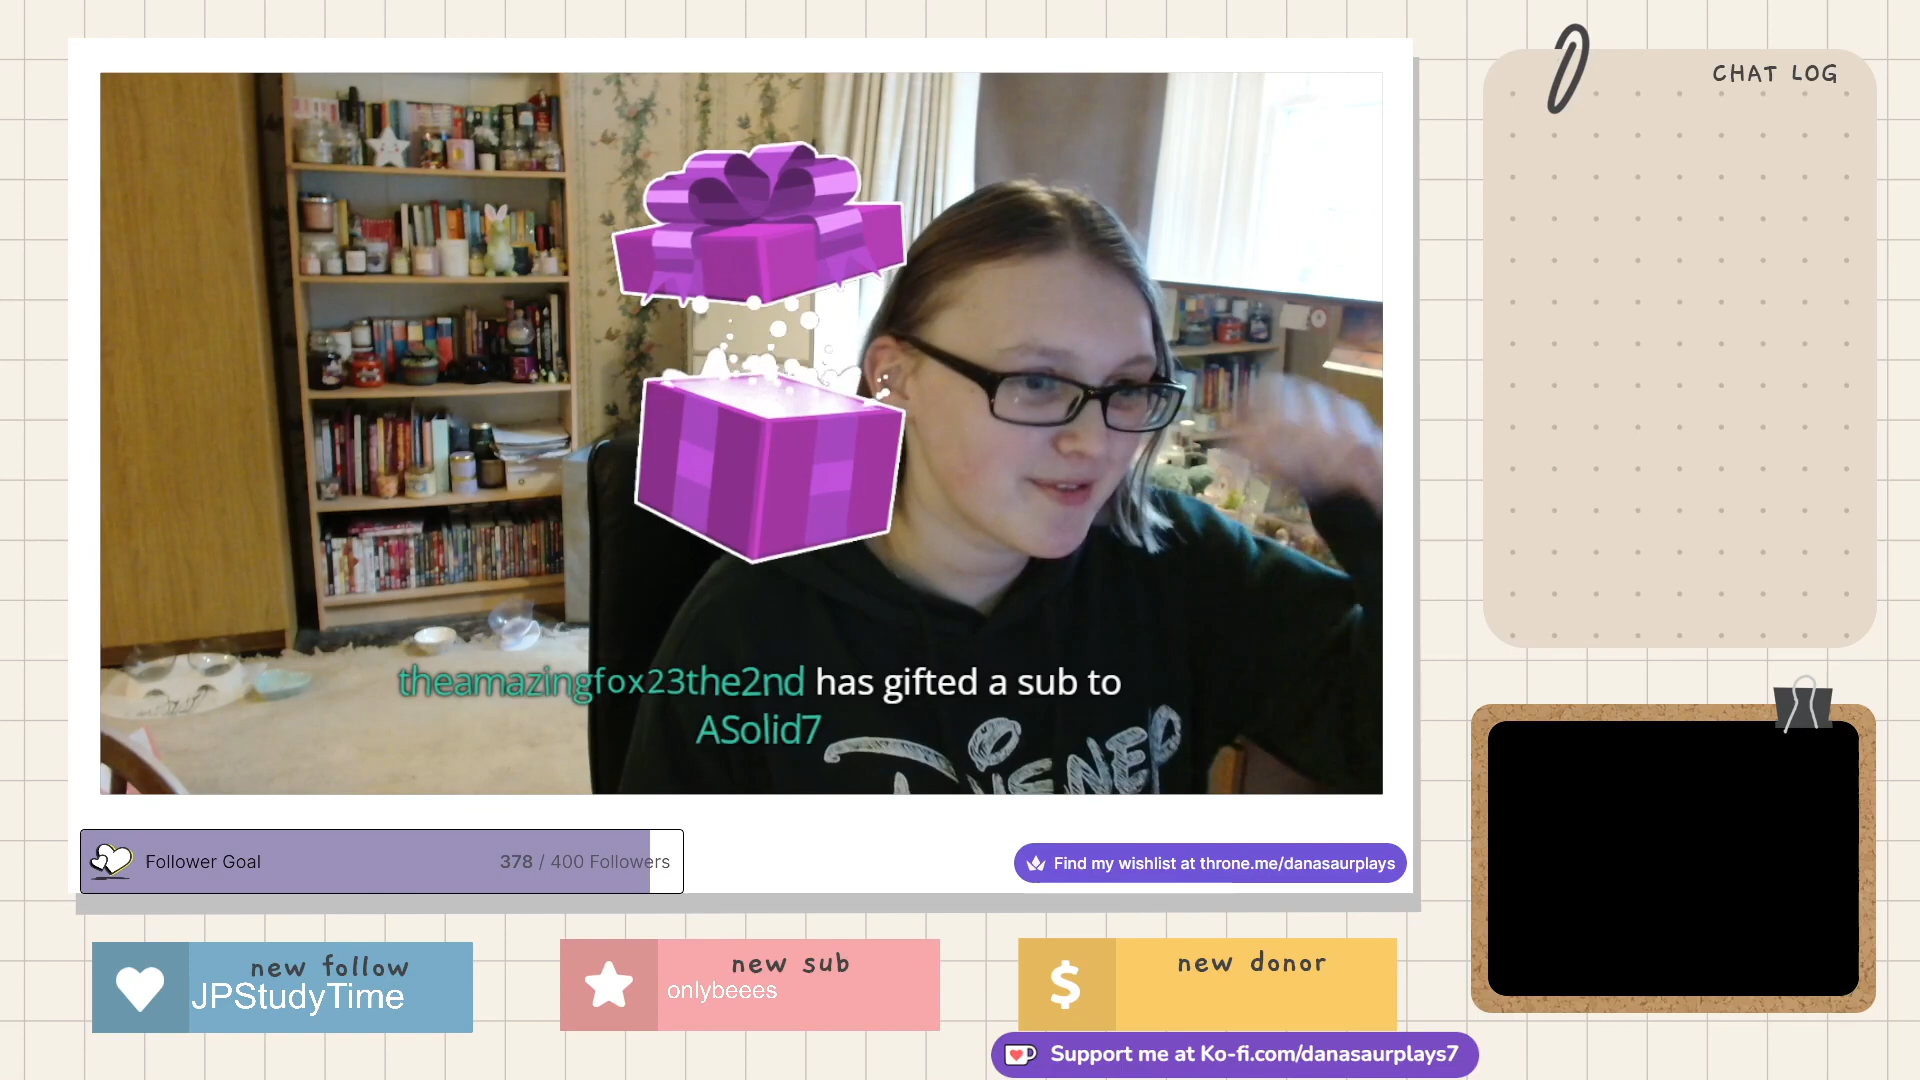 CHAT LOG
theamazingfox23the2nd has gifted a sub to
ASolid7
DISNEP
Follower Goal
378 / 400 Followers
Find my wishlist at throne.me/danasaurplays
new follow
JPStudyTime
new sub
onlybeees
new donor
Support me at Ko-fi.com/danasaurplays7